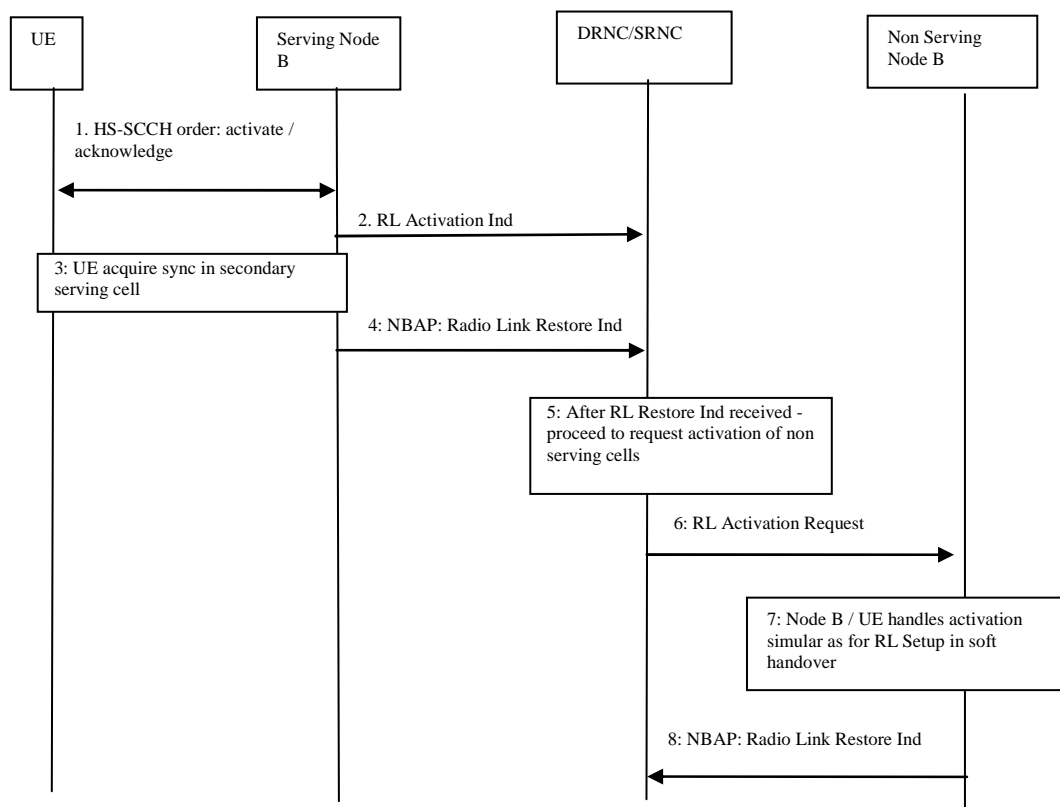 UE
Serving Node
B
DRNC/SRNC
Non Serving
Node B
1. HS-SCCH order: activate /
acknowledge
2. RL Activation Ind
3: UE acquire sync in secondary
serving cell
4: NBAP: Radio Link Restore Ind
5: After RL Restore Ind received -
proceed to request activation of non
serving cells
6: RL Activation Request
7: Node B / UE handles activation
simular as for RL Setup in soft
handover
8: NBAP: Radio Link Restore Ind